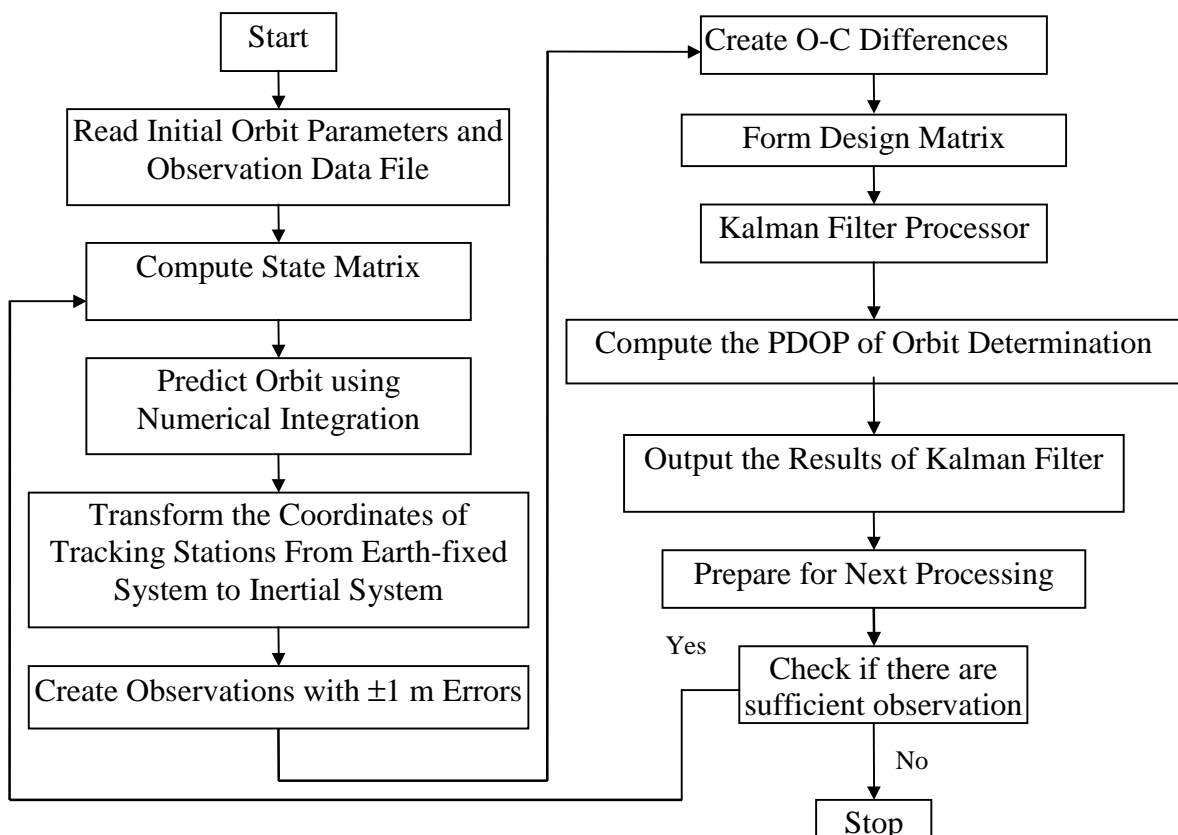 Start
Read Initial Orbit Parameters and
Observation Data File
Compute State Matrix
Predict Orbit using
Numerical Integration
Transform the Coordinates of
Tracking Stations From Earth-fixed
System to Inertial System
Create Observations with ±1 m Errors
Create O-C Differences
Form Design Matrix
Kalman Filter Processor
Compute the PDOP of Orbit Determination
Output the Results of Kalman Filter
Prepare for Next Processing
Yes
Check if there are
sufficient observation
No
Stop